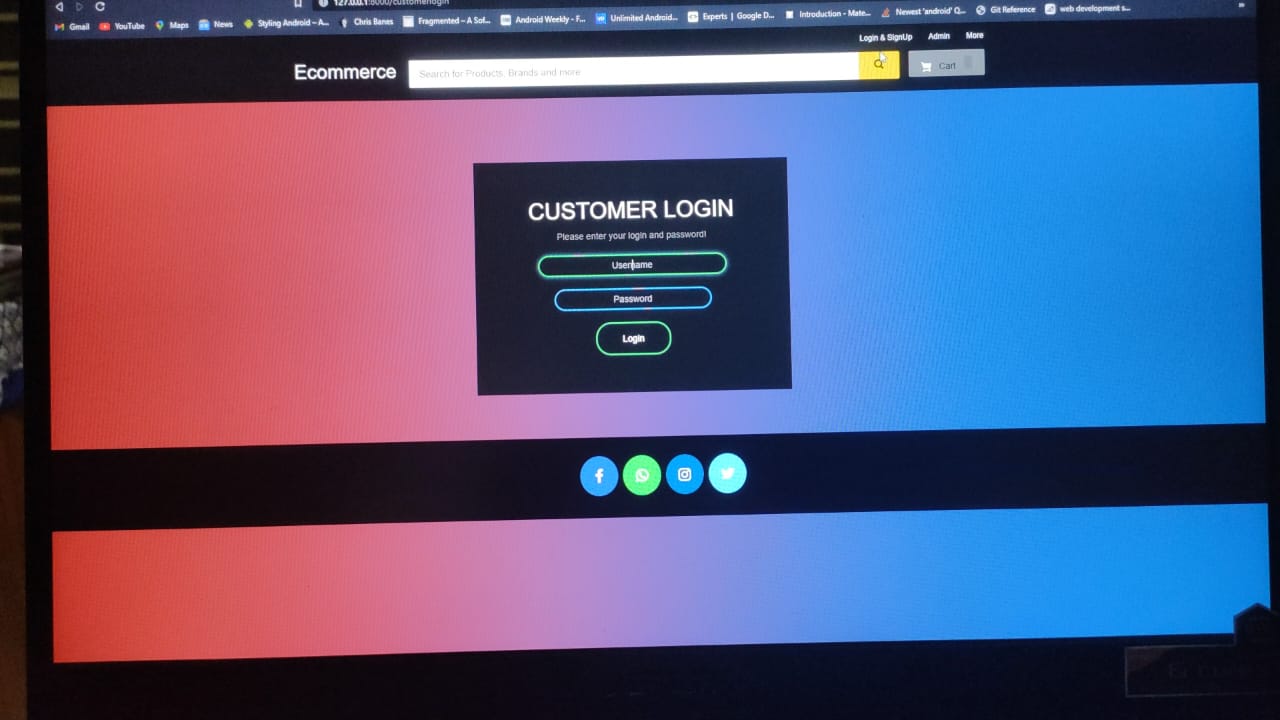 127.0.0.1:8000/customerlogin
Gmail YouTube Maps News Styling Android – A... Chris Banes Fragmented – A Sof... Android Weekly - F... Unlimited Android... Experts | Google D... Introduction - Mate... Newest 'android' Q... Git Reference web development s...
Login & SignUp Admin More
Ecommerce Search for Products, Brands and more Cart
CUSTOMER LOGIN
Please enter your login and password!
Username
Password
Login